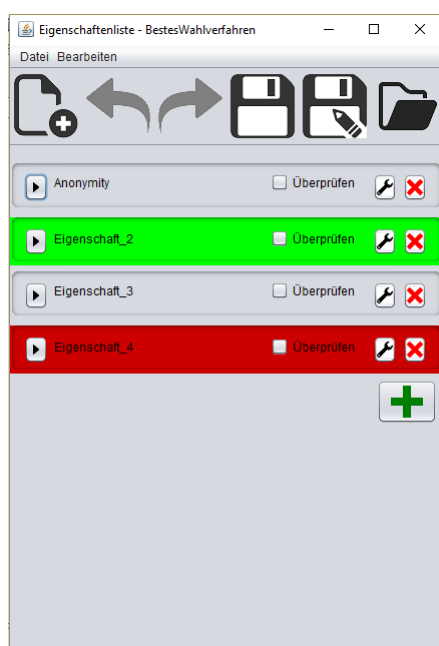 Eigenschaftenliste - BestesWahlverfahren
Datei Bearbeiten
Anonymity Überprüfen
Eigenschaft_2 Überprüfen
Eigenschaft_3 Überprüfen
Eigenschaft_4 Überprüfen